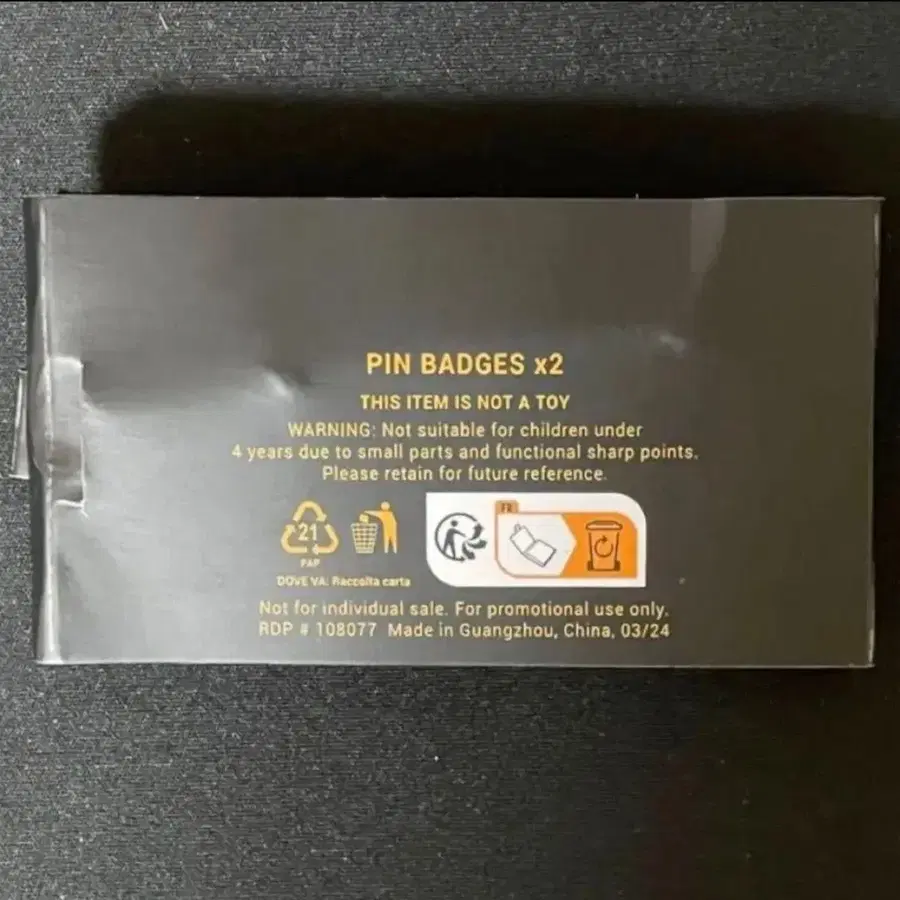 PIN BADGES x2
THIS ITEM IS NOT A TOY
WARNING: Not suitable for children under
4 years due to small parts and functional sharp points.
Please retain for future reference.
21
PAP
DOVE VA: Raccolta carta
FR
Not for individual sale. For promotional use only.
RDP # 108077 Made in Guangzhou, China, 03/24